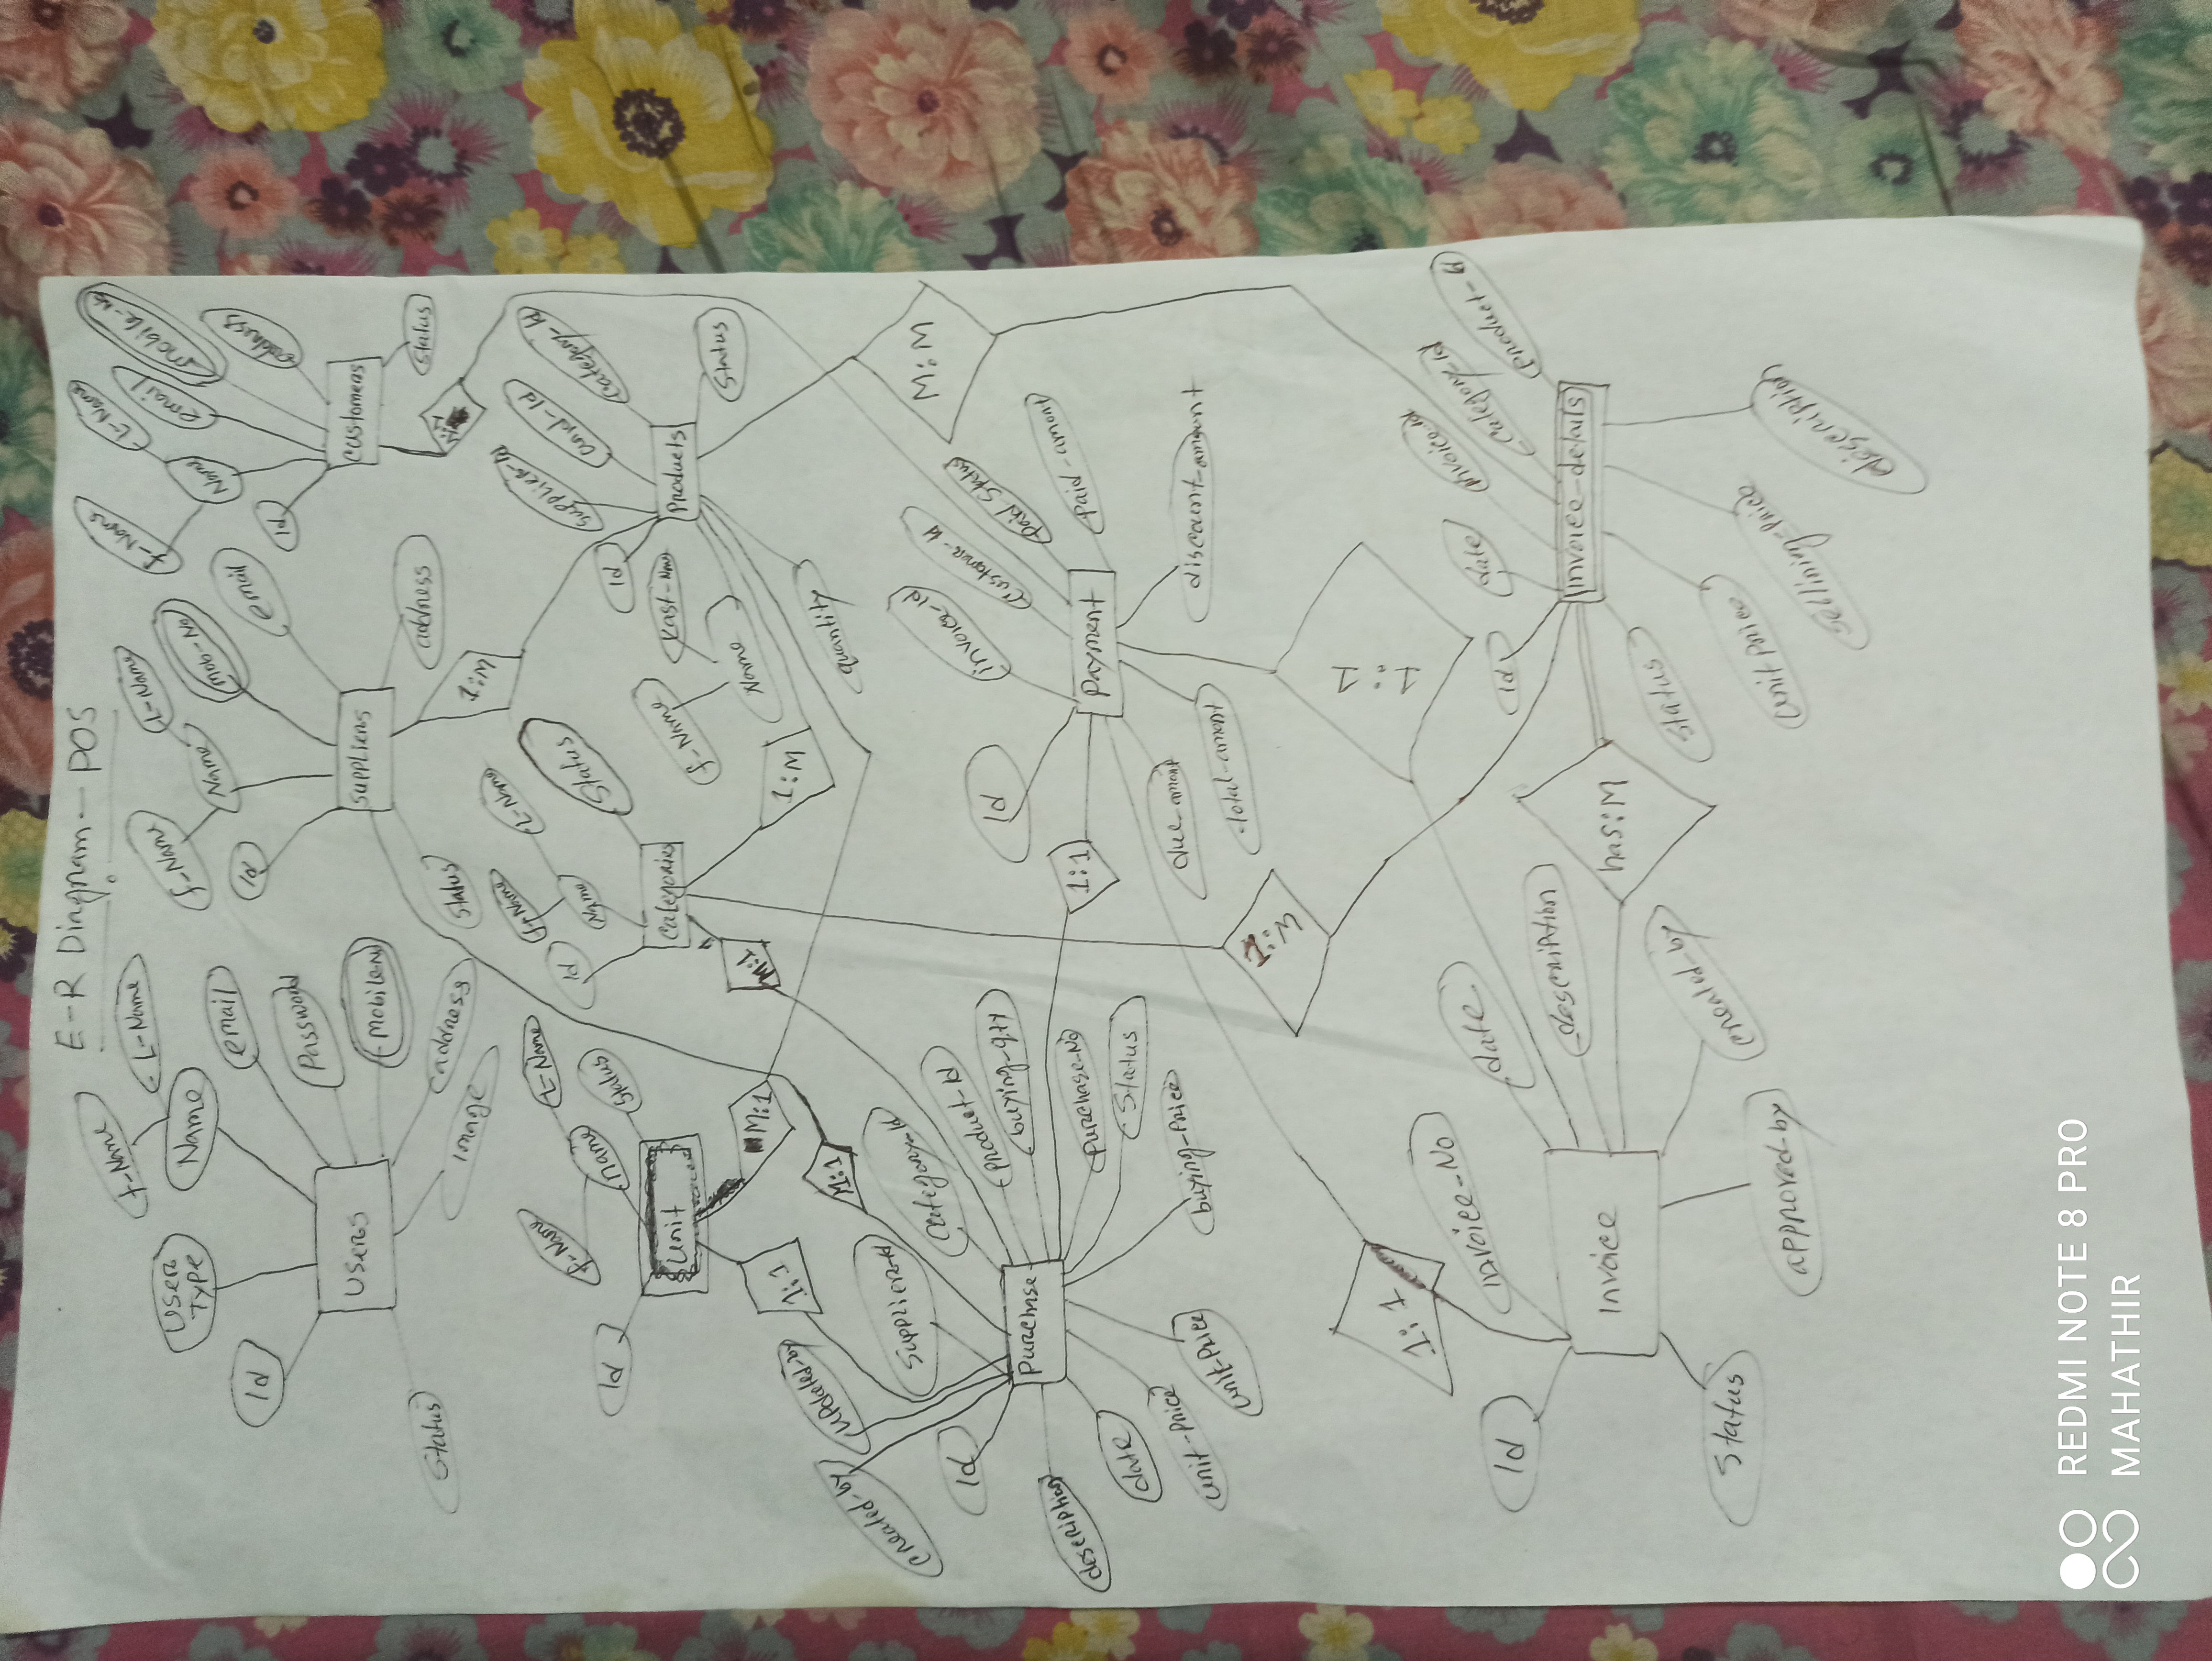 E-R Diagram - POS
f-Name
L-Name
User Type
Name
Id
email
Password
Mobile-No
Users
Status
image
address
f-Name
L-Name
Name
mob-No
Id
email
Suppliers
Status
address
1:M
f-Name
L-Name
Name
email
mobile-No
Id
address
Customers
Status
f-Name
L-Name
name
Id
Status
Unit
1:1
M:1
M:1
f-Name
L-Name
Id
Name
Status
Categories
M:1
1
1:M
Supplier-Id
unid-Id
Category-Id
Id
f-Name
Last-Name
Products
Name
Status
quantity
M:M
created-by
updated-by
Supplier-Id
Category-Id
Id
Product-Id
buying-qty
Purchase
description
Purchase-No
date
Status
unit-Price
unit-Price
buying-Price
1:1
invoice-Id
Customer-Id
Id
Paid Status
Paid-amont
Payment
due-amont
total-amont
discount-amount
1:M
1:1
1:1
invoice-No
Id
date
description
Invoice
has:M
Status
approved-by
created-by
Id
date
invoice-Id
Category-Id
Product-Id
invoice-details
Status
unit Price
sellining-Price
description
REDMI NOTE 8 PRO
MAHATHIR